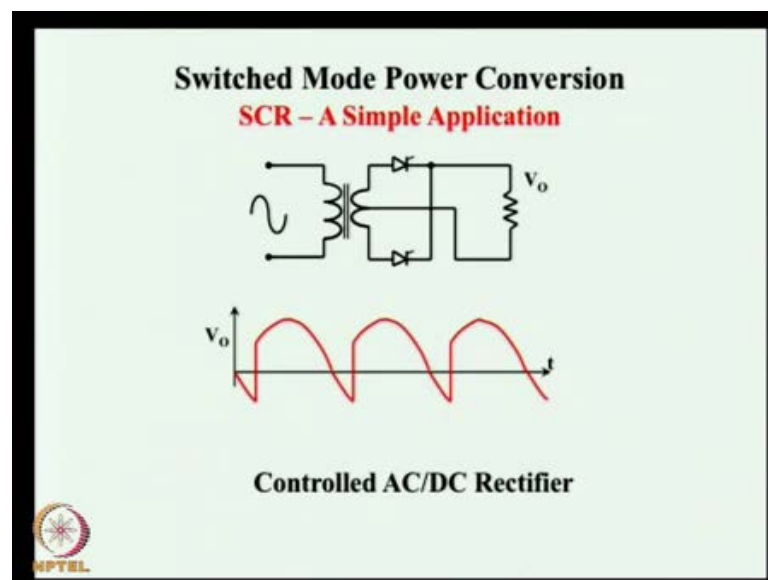 Switched Mode Power Conversion
SCR – A Simple Application
Vo
Vo
t
Controlled AC/DC Rectifier
NPTEL